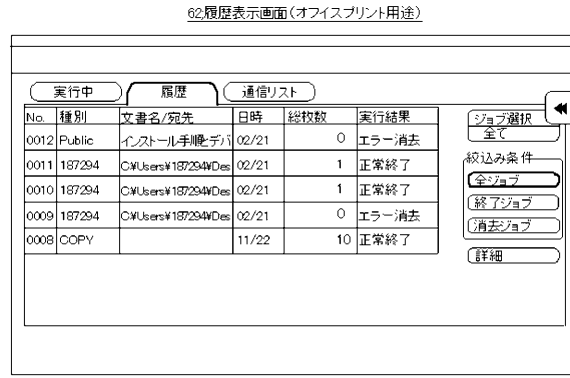 62,履歴表示画面(オフィスプリント用途)
実行中 履歴 通信リスト
No. 種別 文書名/宛先 日時 総枚数 実行結果
0012 Public インストール手順とデバ 02/21 0 エラー消去
0011 187294 C:¥Users¥187294¥Des 02/21 1 正常終了
0010 187294 C:¥Users¥187294¥Des 02/21 1 正常終了
0009 187294 C:¥Users¥187294¥Des 02/21 0 エラー消去
0008 COPY 11/22 10 正常終了
ジョブ選択
全て
絞込み条件
全ジョブ
終了ジョブ
消去ジョブ
詳細